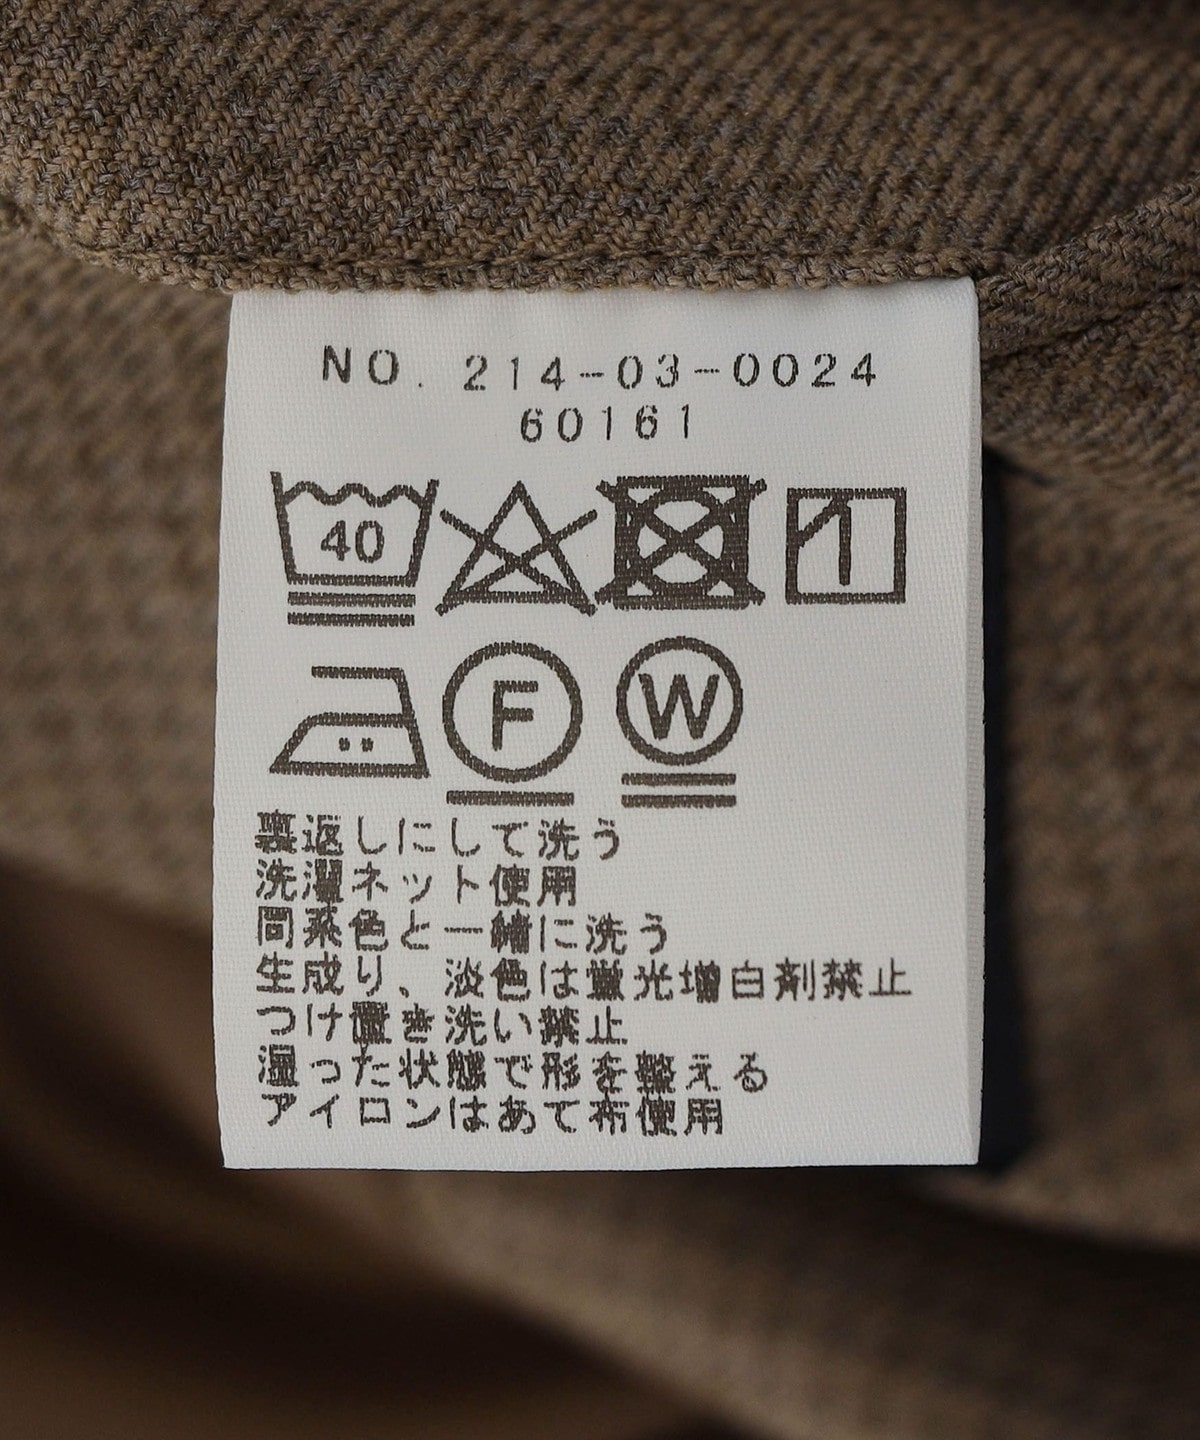 NO. 214-03-0024
60161
40
F W
裏返しにして洗う
洗濯ネット使用
同系色と一緒に洗う
生成り、淡色は蛍光増白剤禁止
つけ置き洗い禁止
湿った状態で形を整える
アイロンはあて布使用